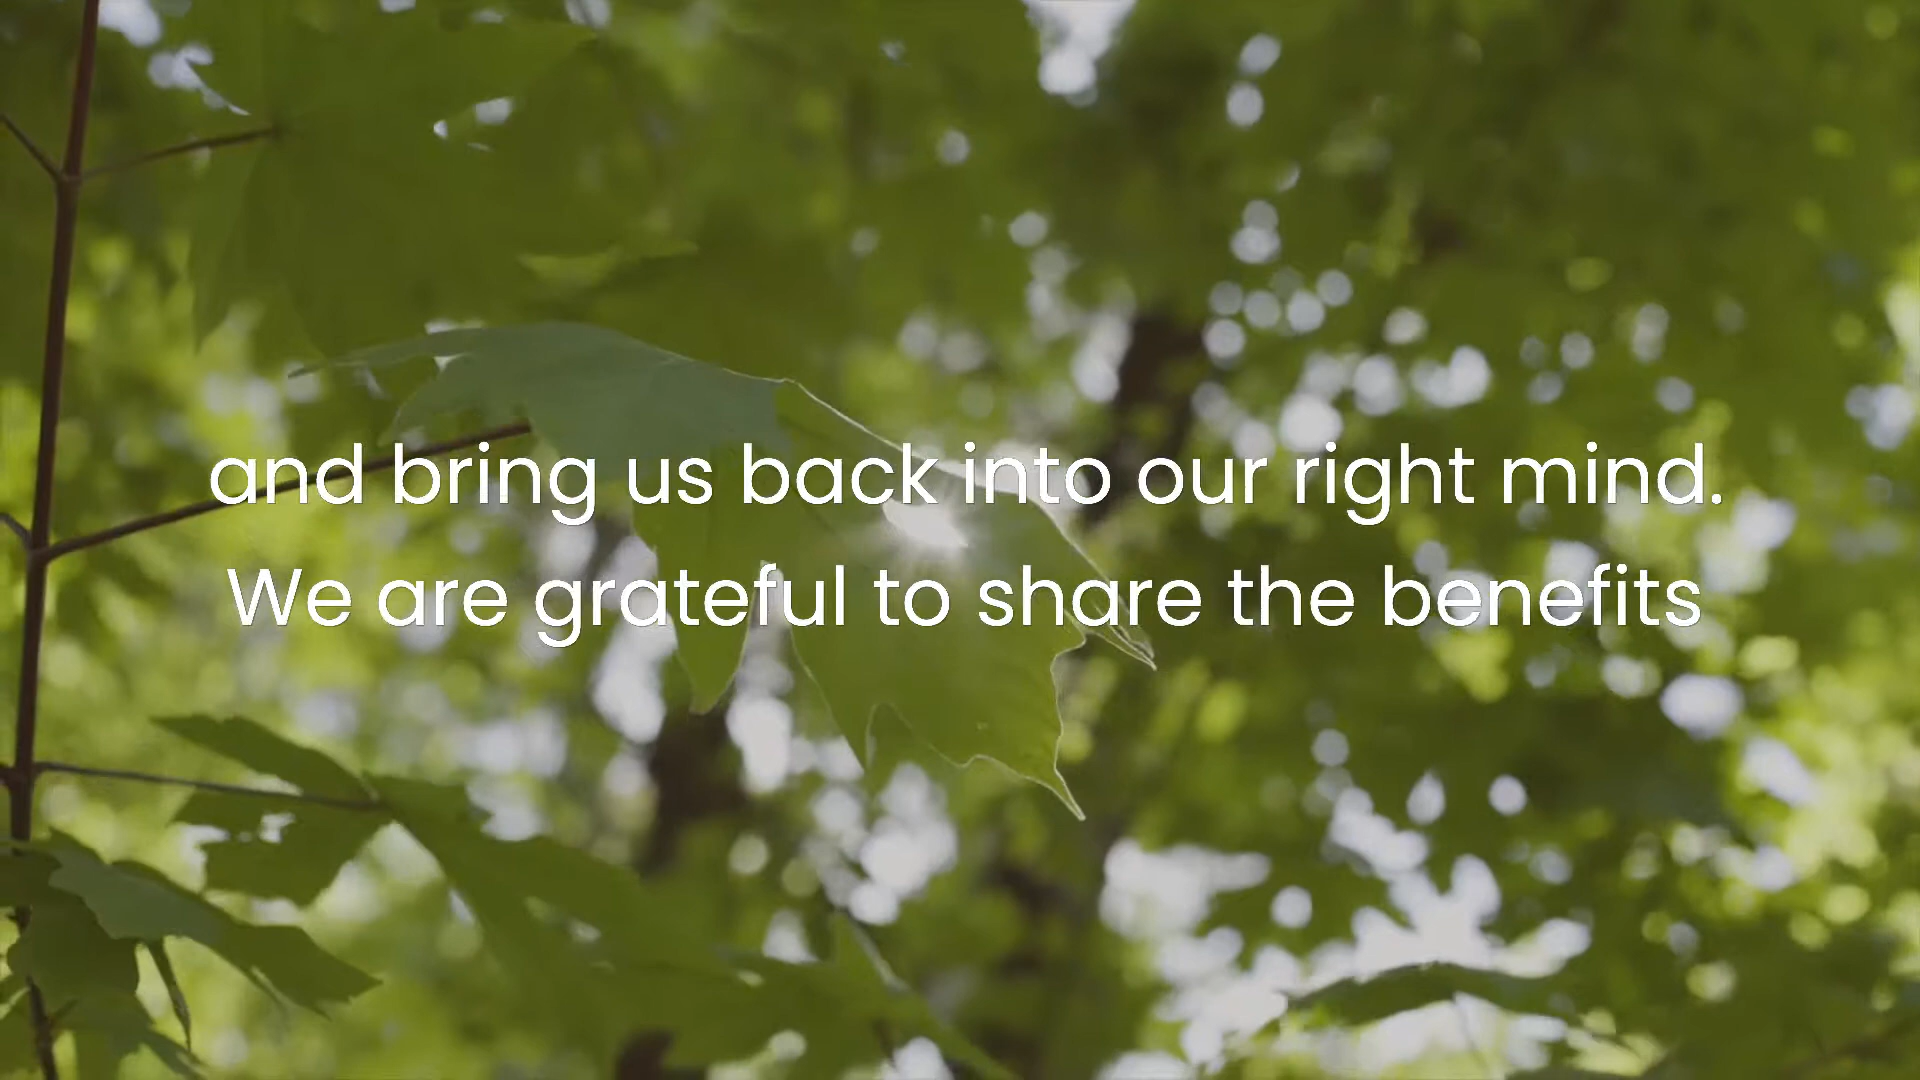 and bring us back into our right mind.
We are grateful to share the benefits